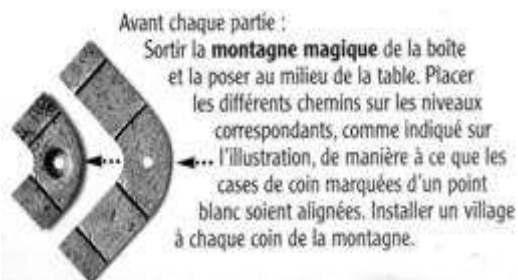 Avant chaque partie :
Sortir la montagne magique de la boîte
et la poser au milieu de la table. Placer
les différents chemins sur les niveaux
correspondants, comme indiqué sur
l'illustration, de manière à ce que les
cases de coin marquées d'un point
blanc soient alignées. Installer un village
à chaque coin de la montagne.